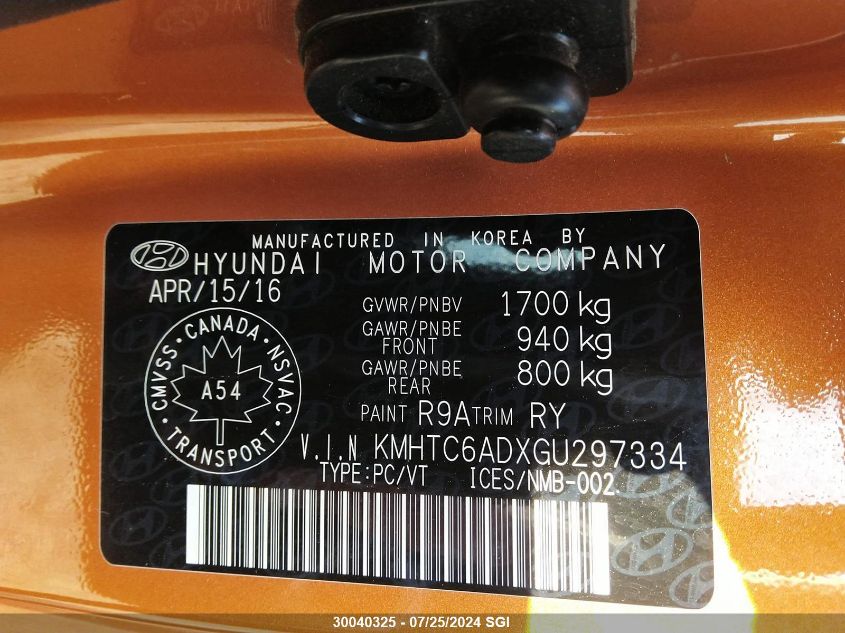 MANUFACTURED IN KOREA BY
HYUNDAI MOTOR COMPANY
APR/15/16
GVWR/PNBV 1700 kg
GAWR/PNBE FRONT 940 kg
GAWR/PNBE REAR 800 kg
CMVSS • CANADA • NSVAC • TRANSPORT •
A54
PAINT R9A TRIM RY
V.I.N KMHTC6ADXGU297334
TYPE:PC/VT ICES/NMB-002.
30040325 - 07/25/2024 SGI